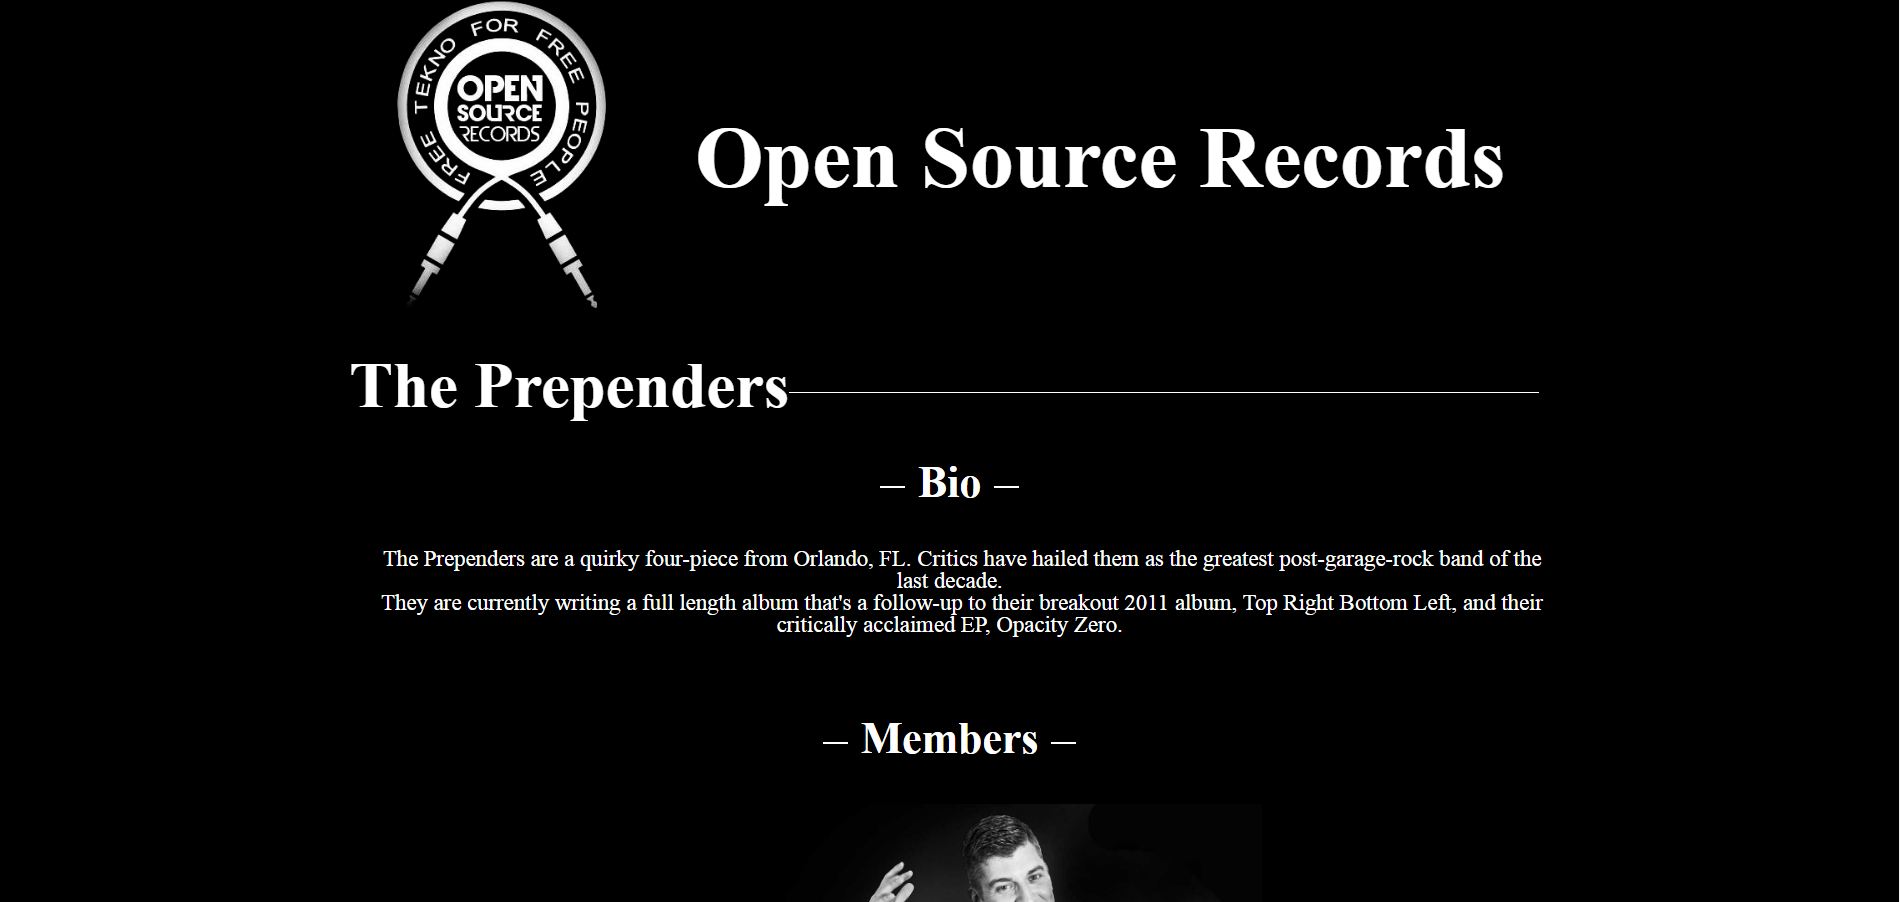 FREE TEKNO FOR FREE PEOPLE
OPEN
SOURCE
RECORDS
Open Source Records
The Prependers
– Bio –
The Prependers are a quirky four-piece from Orlando, FL. Critics have hailed them as the greatest post-garage-rock band of the
last decade.
They are currently writing a full length album that's a follow-up to their breakout 2011 album, Top Right Bottom Left, and their
critically acclaimed EP, Opacity Zero.
– Members –